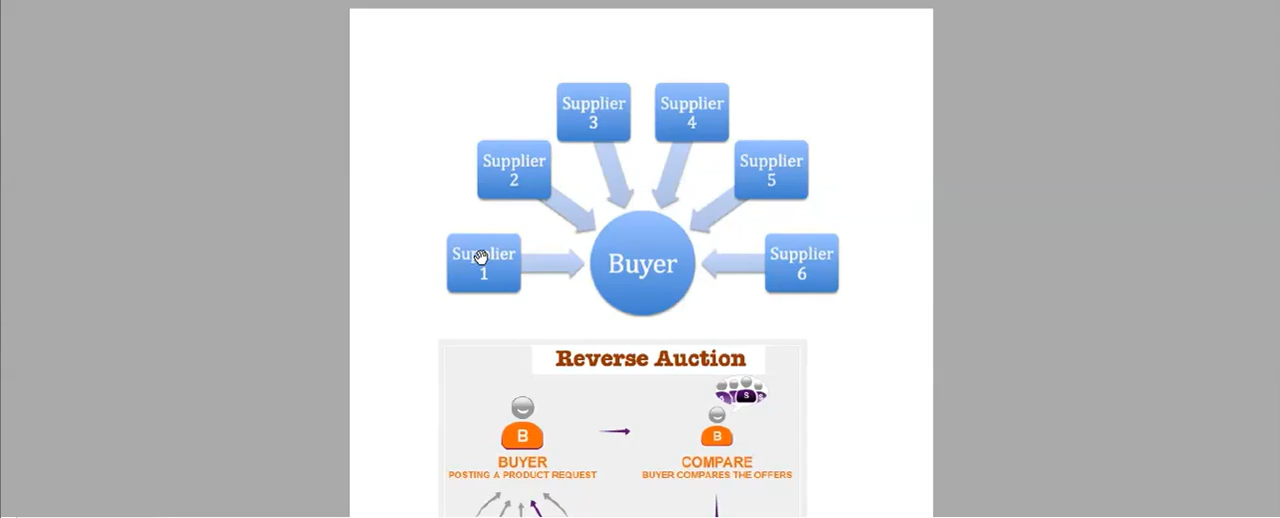 Supplier
3
Supplier
4
Supplier
2
Supplier
5
Supplier
1
Buyer
Supplier
6
Reverse Auction
S
B
B
BUYER
POSTING A PRODUCT REQUEST
COMPARE
BUYER COMPARES THE OFFERS